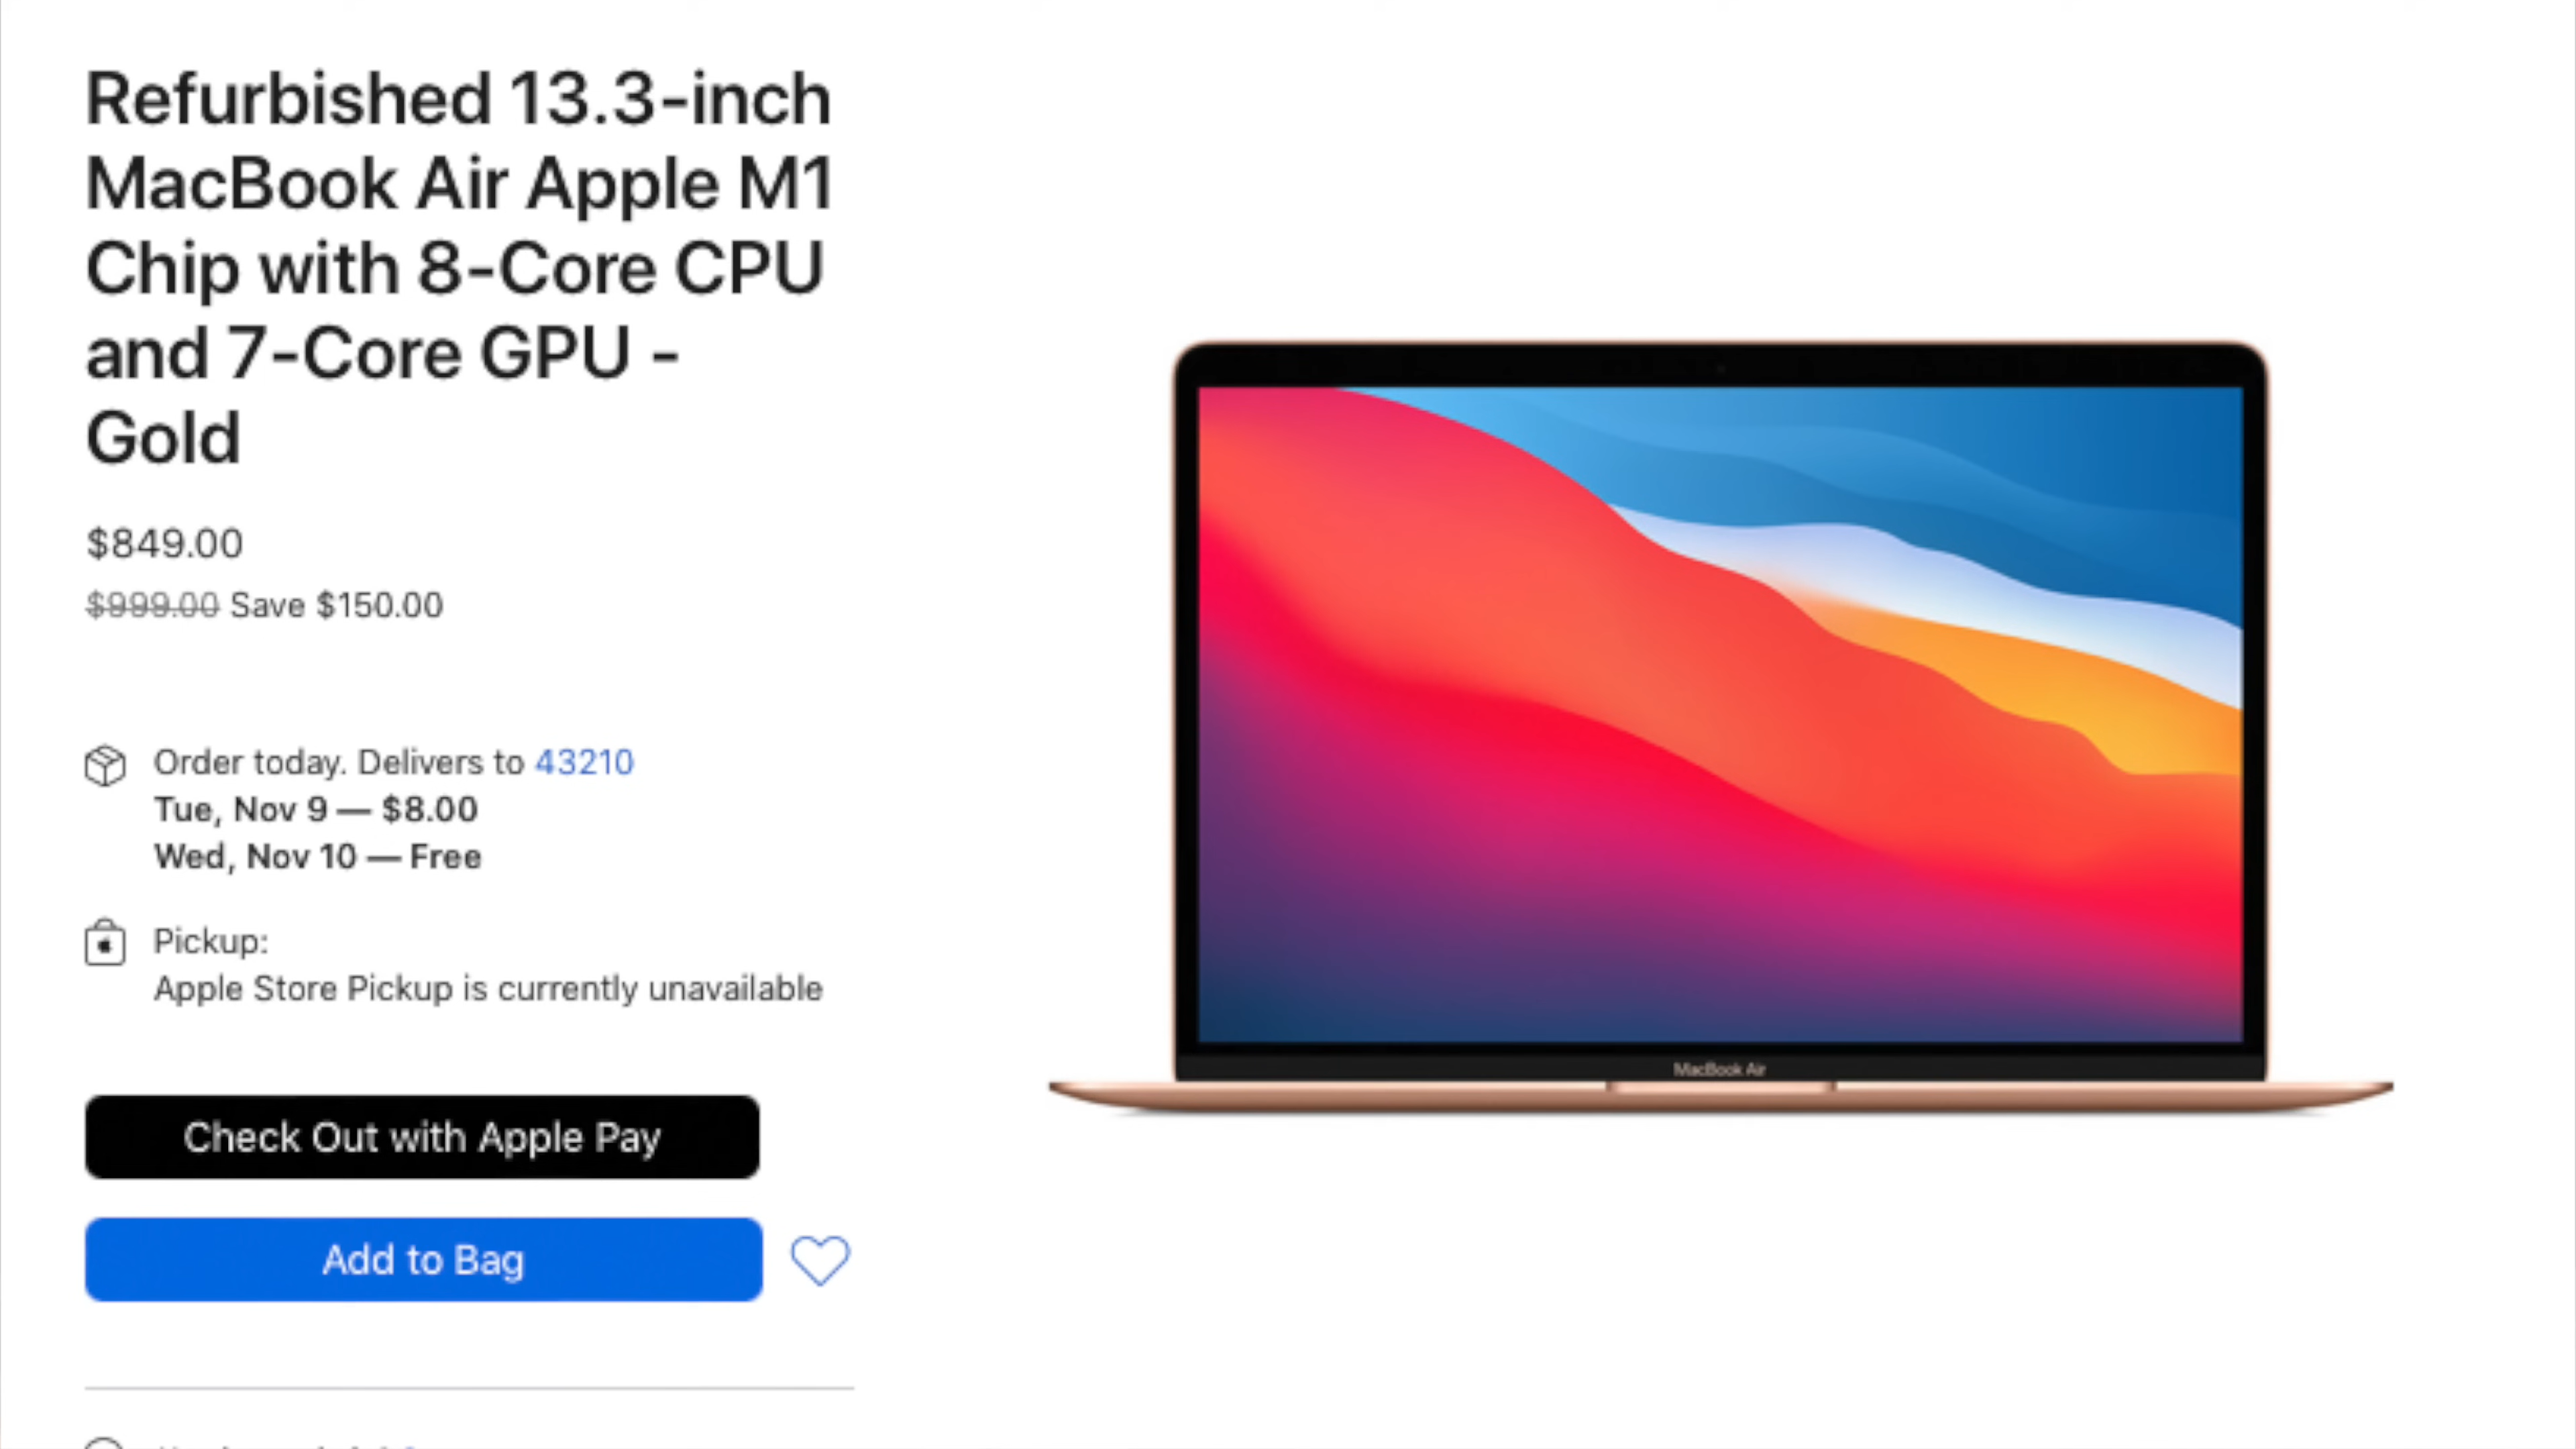 Refurbished 13.3-inch
MacBook Air Apple M1
Chip with 8-Core CPU
and 7-Core GPU -
Gold
$849.00
$999.00 Save $150.00
Order today. Delivers to 43210
Tue, Nov 9 — $8.00
Wed, Nov 10 — Free
Pickup:
Apple Store Pickup is currently unavailable
Check Out with Apple Pay
Add to Bag
MacBook Air